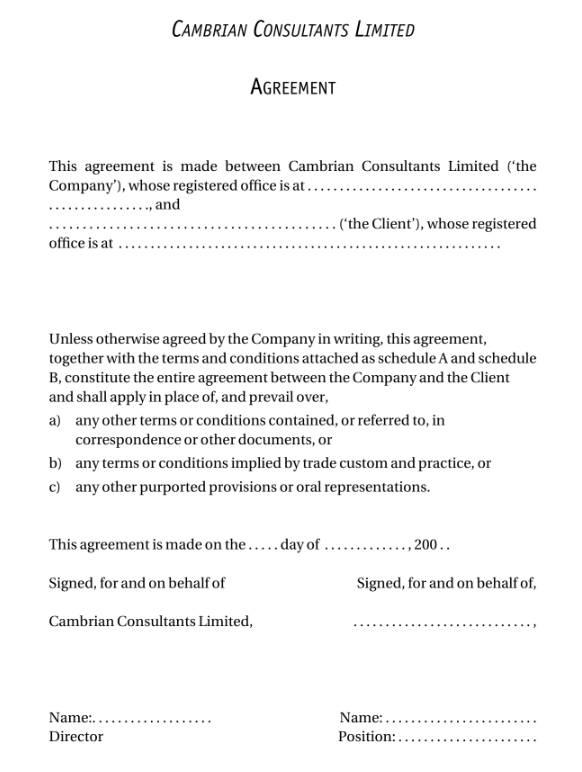 CAMBRIAN CONSULTANTS LIMITED
AGREEMENT
This agreement is made between Cambrian Consultants Limited (‘the
Company’), whose registered office is at . . . . . . . . . . . . . . . . . . . . . . . . . . . . . . . . . . . .
. . . . . . . . . . . . . . . ., and
. . . . . . . . . . . . . . . . . . . . . . . . . . . . . . . . . . . . . . . . . . . . . (‘the Client’), whose registered
office is at . . . . . . . . . . . . . . . . . . . . . . . . . . . . . . . . . . . . . . . . . . . . . . . . . . . . . . . . . . . .
Unless otherwise agreed by the Company in writing, this agreement,
together with the terms and conditions attached as schedule A and schedule
B, constitute the entire agreement between the Company and the Client
and shall apply in place of, and prevail over,
a) any other terms or conditions contained, or referred to, in
correspondence or other documents, or
b) any terms or conditions implied by trade custom and practice, or
c) any other purported provisions or oral representations.
This agreement is made on the . . . . . day of . . . . . . . . . . . . . , 200 . .
Signed, for and on behalf of Signed, for and on behalf of,
Cambrian Consultants Limited, . . . . . . . . . . . . . . . . . . . . . . . . . . . . ,
Name:. . . . . . . . . . . . . . . . . . . Name: . . . . . . . . . . . . . . . . . . . . . . . .
Director Position: . . . . . . . . . . . . . . . . . . . . . .